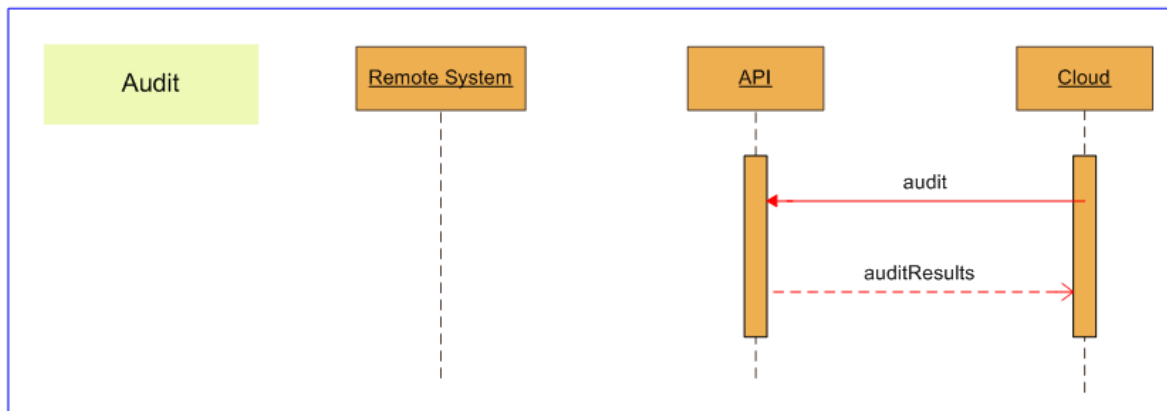 Audit
Remote System
API
Cloud
audit
auditResults